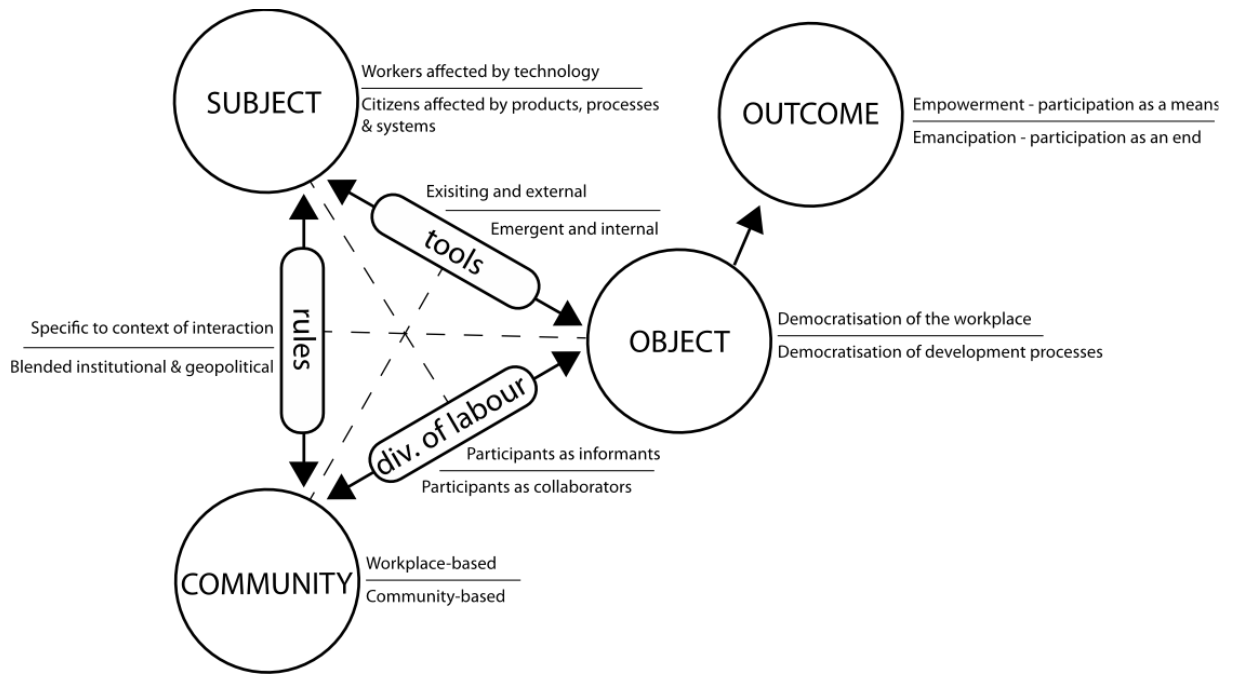 SUBJECT
Workers affected by technology
Citizens affected by products, processes
& systems
OUTCOME
Empowerment - participation as a means
Emancipation - participation as an end
Exisiting and external
Emergent and internal
tools
rules
Specific to context of interaction
Blended institutional & geopolitical
OBJECT
Democratisation of the workplace
Democratisation of development processes
div. of labour
Participants as informants
Participants as collaborators
COMMUNITY
Workplace-based
Community-based